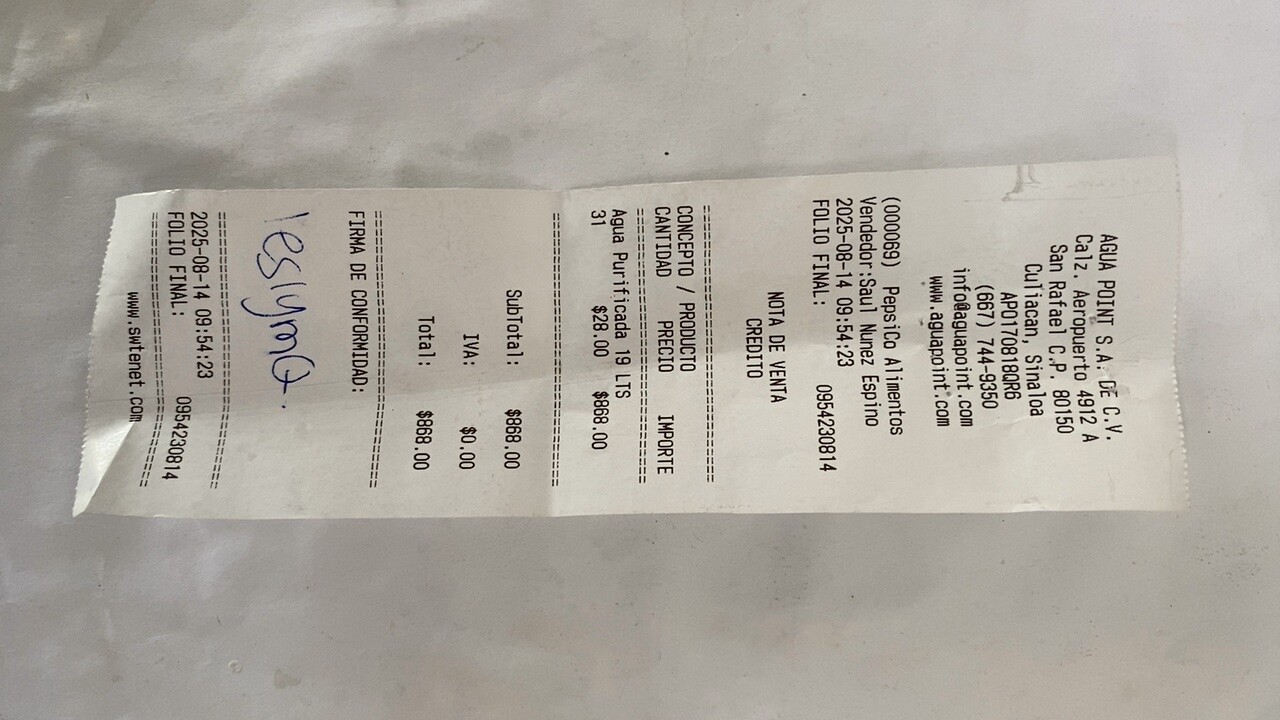 AGUA POINT S.A. DE C.V.
Calz. Aeropuerto 4912 A
San Rafael C.P. 80150
Culiacan, Sinaloa
APO170818QR6
(667) 744-9350
info@aguapoint.com
www.aguapoint.com
(000069) PepsiCo Alimentos
Vendedor:Saul Nunez Espino
2025-08-14 09:54:23
FOLIO FINAL: 0954230814
NOTA DE VENTA
CREDITO
================================
CONCEPTO / PRODUCTO
CANTIDAD PRECIO IMPORTE
================================
Agua Purificada 19 LTS
31 $28.00 $868.00
================================
SubTotal: $868.00
IVA: $0.00
Total: $868.00
================================
FIRMA DE CONFORMIDAD:
================================
2025-08-14 09:54:23
FOLIO FINAL: 0954230814
================================
www.swtenet.com